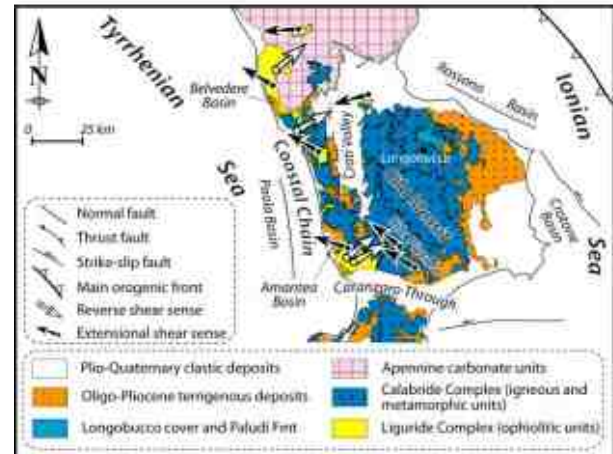 Tyrrhenian
Sea
Ionian
Sea
N
0 25 km
Belvedere
Basin
Rossano
Basin
Crati valley
Longobucco
Coastal Chain
Paola Basin
Crotone
Basin
Amantea
Basin
Catanzaro Through
Normal fault
Thrust fault
Strike-slip fault
Main orogenic front
Reverse shear sense
Extensional shear sense
Plio-Quaternary clastic deposits
Oligo-Pliocene terrigenous deposits
Longobucco cover and Paludi Fmt
Apennine carbonate units
Calabride Complex (igneous and
metamorphic units)
Liguride Complex (ophiolitic units)